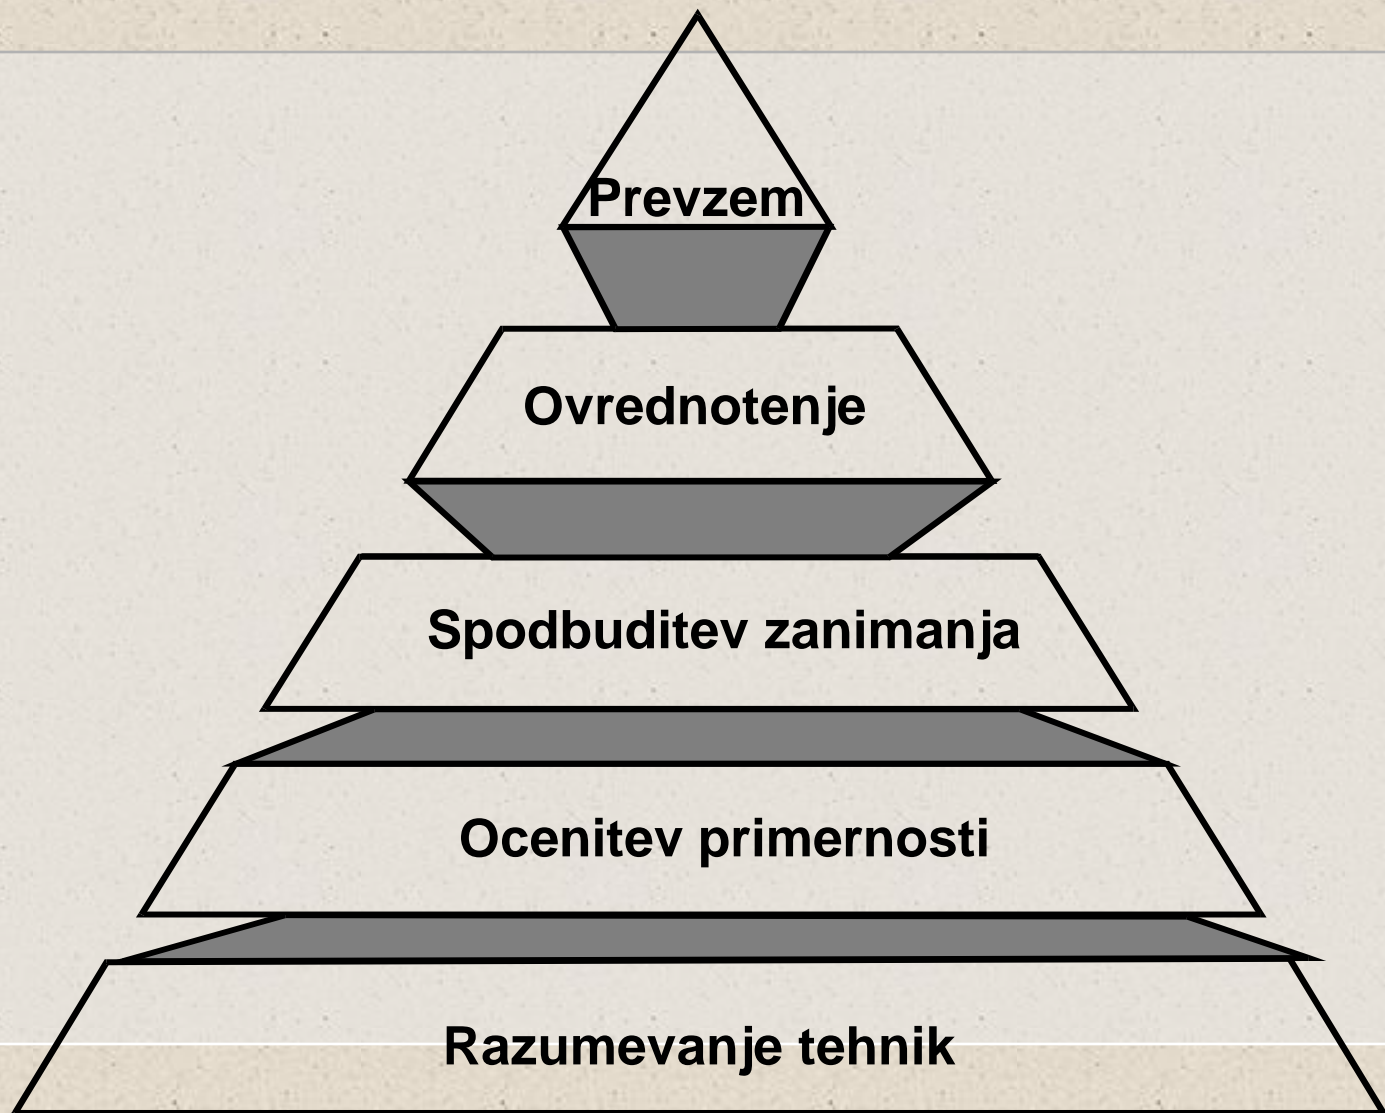 Prevzem
Ovrednotenje
Spodbuditev zanimanja
Ocenitev primernosti
Razumevanje tehnik